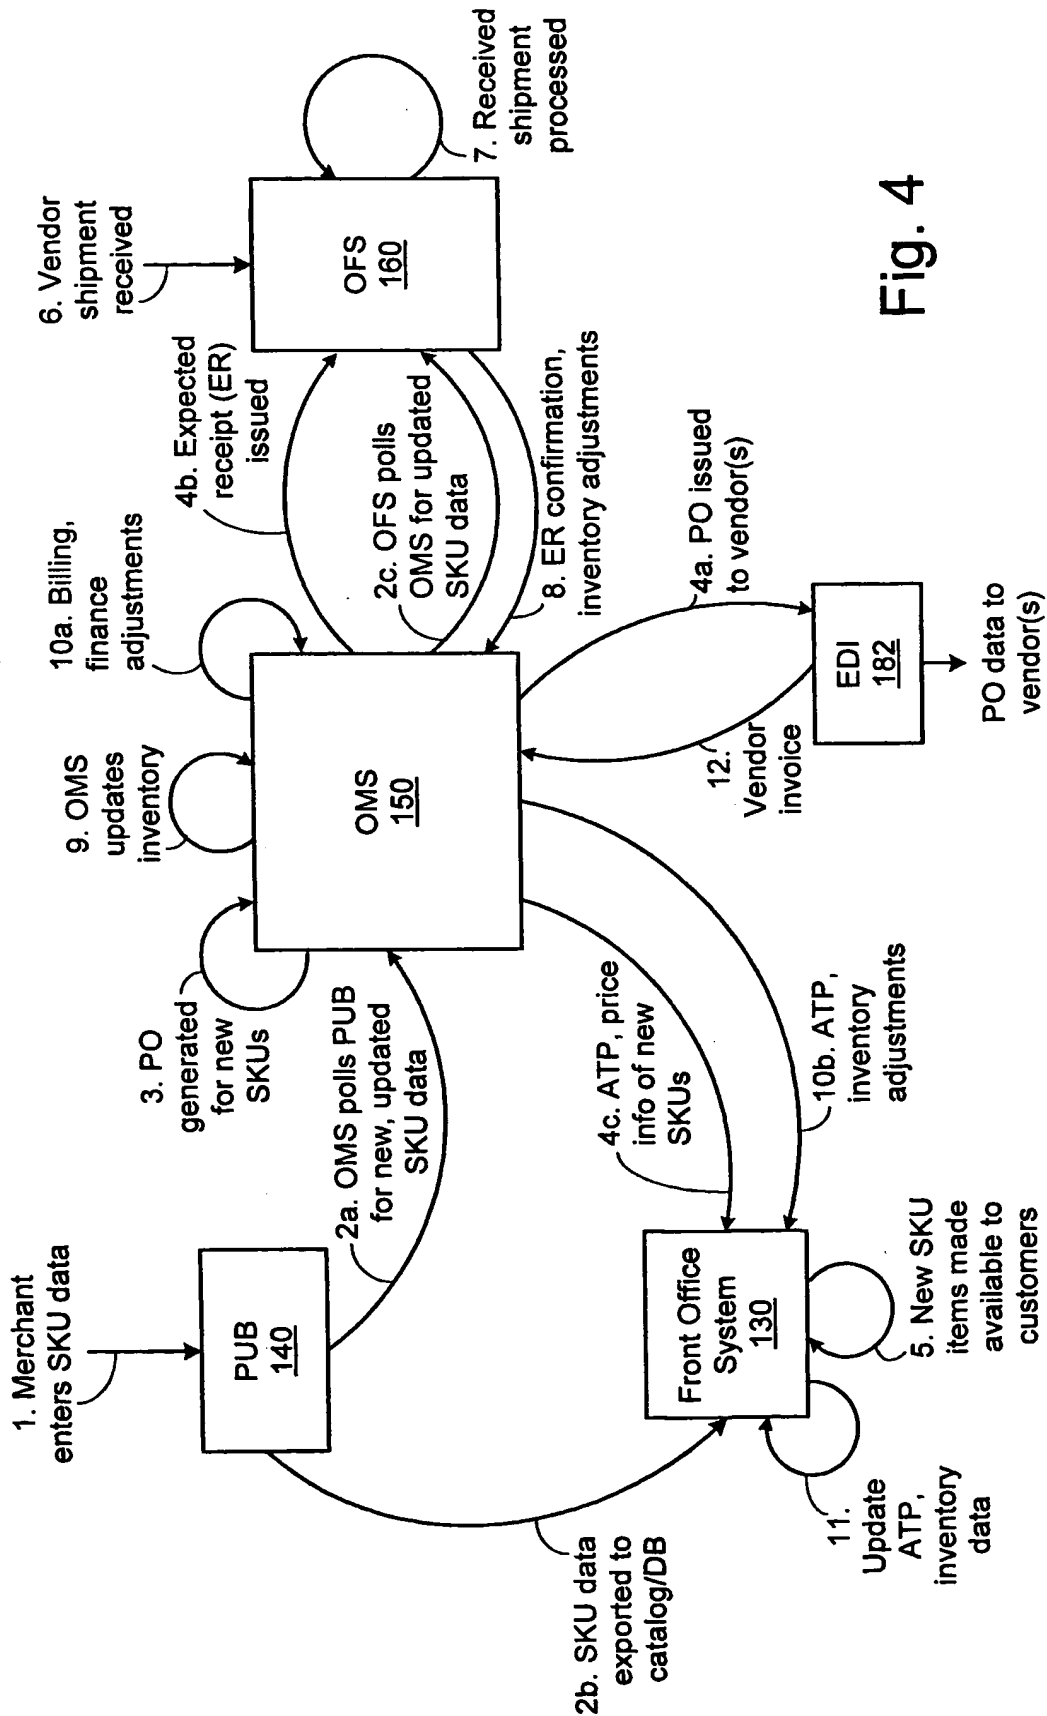 1. Merchant
enters SKU data
PUB
140
2a. OMS polls PUB
for new, updated
SKU data
2b. SKU data
exported to
catalog/DB
3. PO
generated
for new
SKUs
9. OMS
updates
inventory
10a. Billing,
finance
adjustments
OMS
150
4b. Expected
receipt (ER)
issued
2c. OFS polls
OMS for updated
SKU data
8. ER confirmation,
inventory adjustments
6. Vendor
shipment
received
OFS
160
7. Received
shipment
processed
4a. PO issued
to vendor(s)
12.
Vendor
invoice
EDI
182
PO data to
vendor(s)
4c. ATP, price
info of new
SKUs
10b. ATP,
inventory
adjustments
Front Office
System
130
5. New SKU
items made
available to
customers
11.
Update
ATP,
inventory
data
Fig. 4